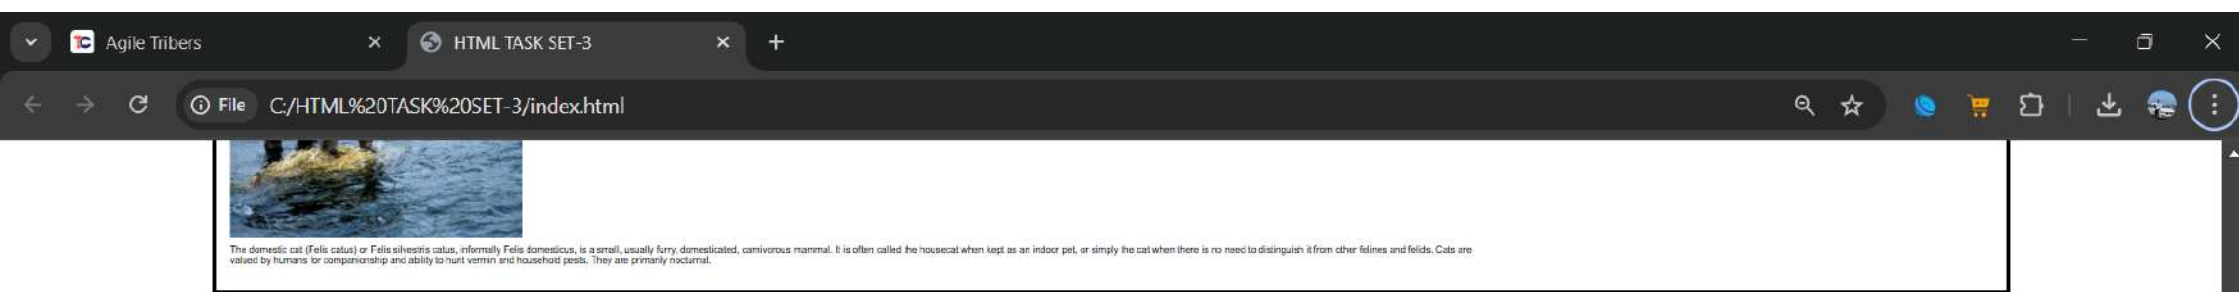 Agile Tribers
HTML TASK SET-3
File
C:/HTML%20TASK%20SET-3/index.html
The domestic cat (Felis catus) or Felis silvestris catus, informally Felis domesticus, is a small, usually furry, domesticated, carnivorous mammal. It is often called the housecat when kept as an indoor pet, or simply the cat when there is no need to distinguish it from other felines and felids. Cats are
valued by humans for companionship and ability to hunt vermin and household pests. They are primarily nocturnal.